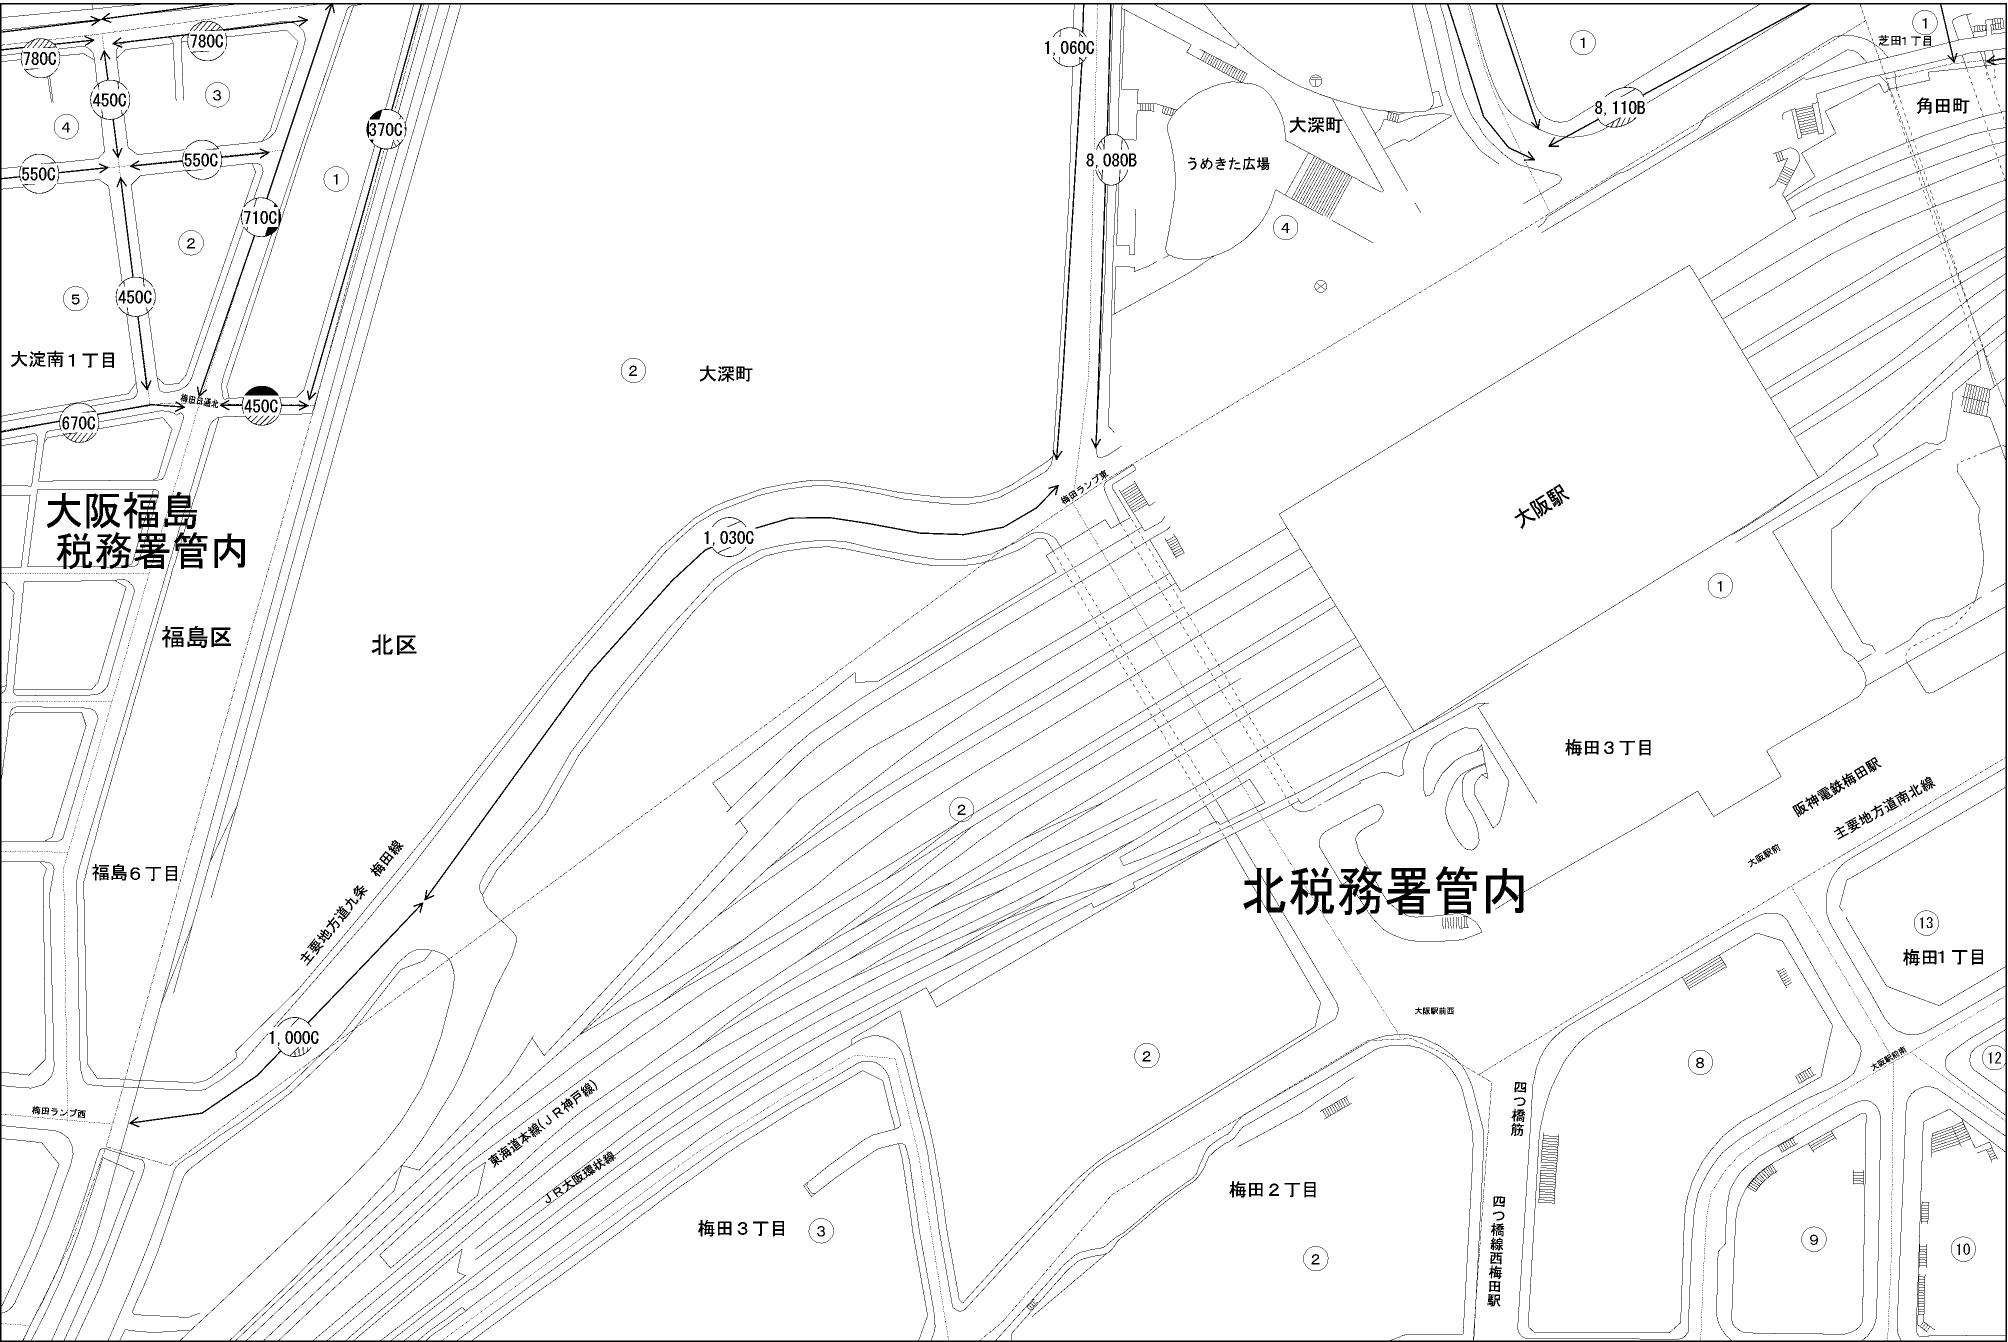 780C
780C
450C
③
④
550C
550C
①
370C
710C
②
450C
⑤
大淀南1丁目
梅田貨道北
450C
670C
大阪福島
税務署管内
福島区
北区
福島6丁目
梅田ランプ西
1,000C
主要地方道九条 梅田線
②
大深町
1,030C
1,060C
8,080B
梅田ランプ東
うめきた広場
大深町
④
①
8,110B
①
芝田1丁目
角田町
大阪駅
①
梅田3丁目
②
北税務署管内
阪神電鉄梅田駅
主要地方道南北線
大阪駅前
⑬
梅田1丁目
大阪駅前西
⑧
大阪駅前南
⑫
②
四つ橋筋
東海道本線(JR神戸線)
JR大阪環状線
梅田3丁目
③
梅田2丁目
②
四つ橋線西梅田駅
⑨
⑩